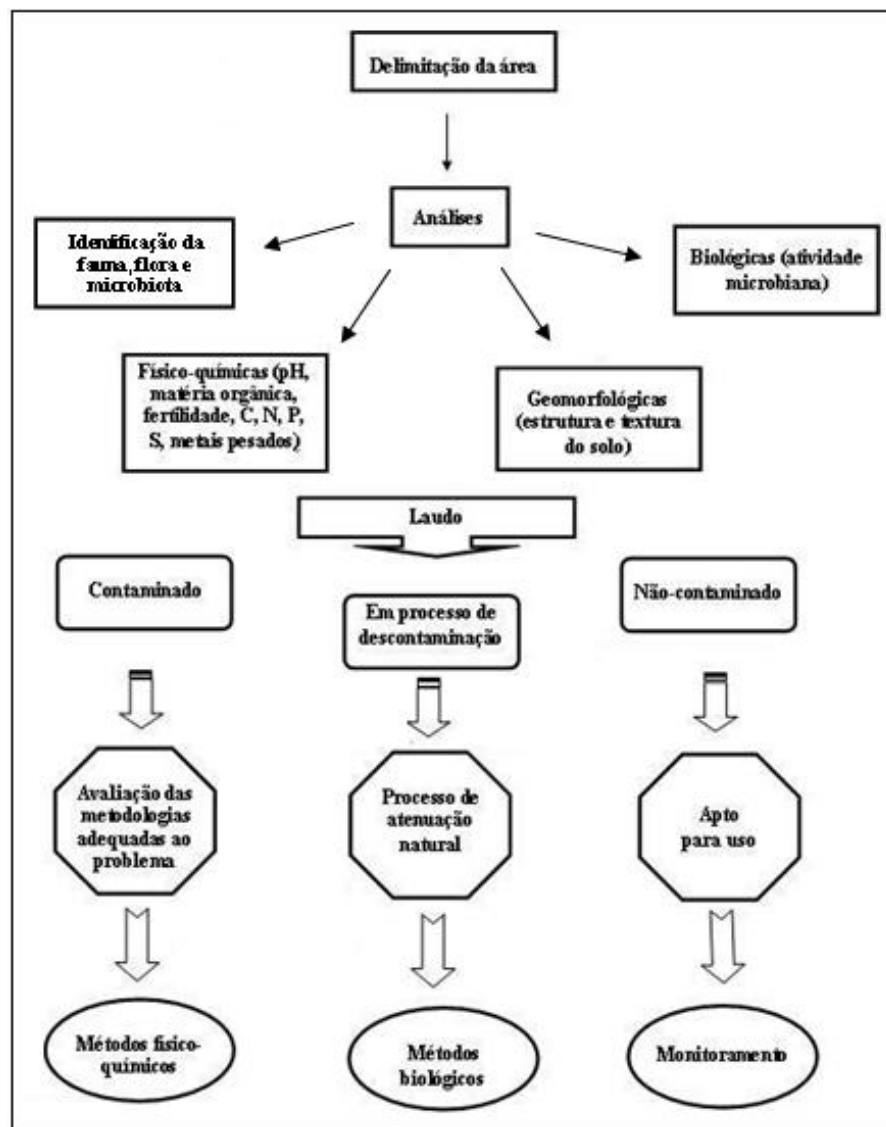 Delimitação da área
Análises
Identificação da
fauna, flora e
microbiota
Biológicas (atividade
microbiana)
Físico-químicas (pH,
matéria orgânica,
fertilidade, C, N, P,
S, metais pesados)
Geomorfológicas
(estrutura e textura
do solo)
Laudo
Contaminado
Em processo de
descontaminação
Não-contaminado
Avaliação das
metodologias
adequadas ao
problema
Processo de
atenuação
natural
Apto
para uso
Métodos físico-
químicos
Métodos
biológicos
Monitoramento